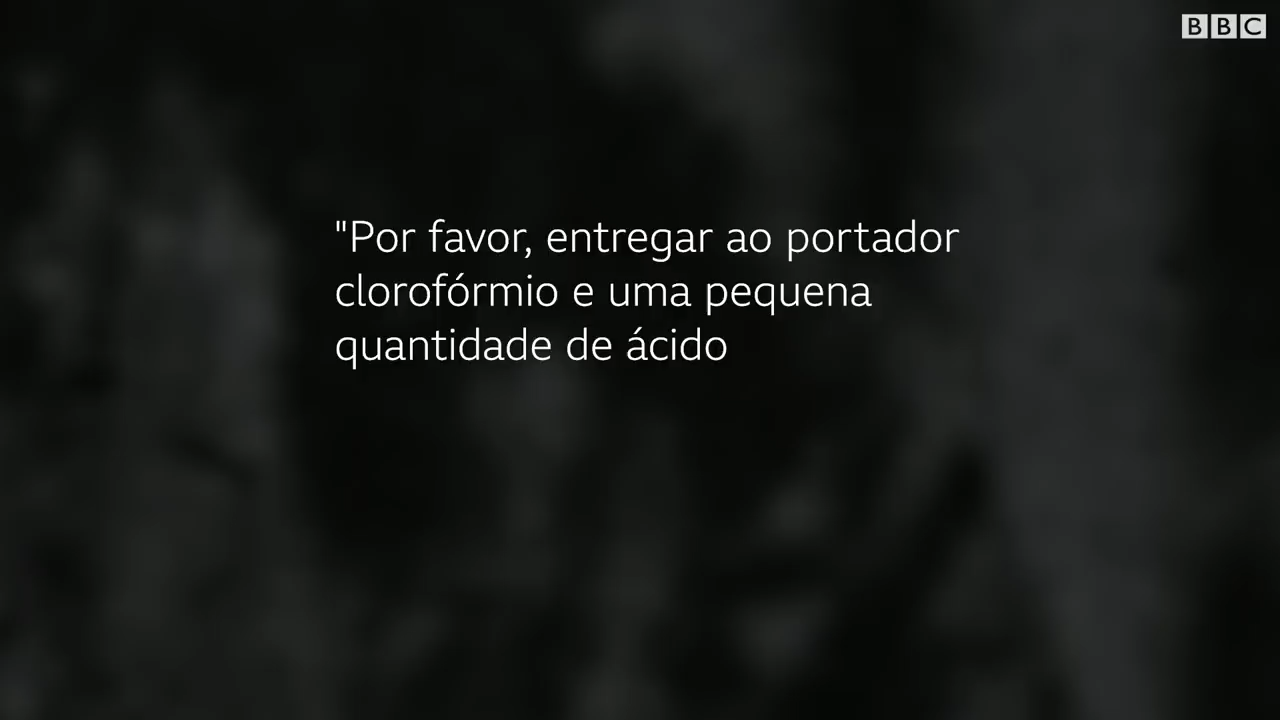 BBC
"Por favor, entregar ao portador
clorofórmio e uma pequena
quantidade de ácido